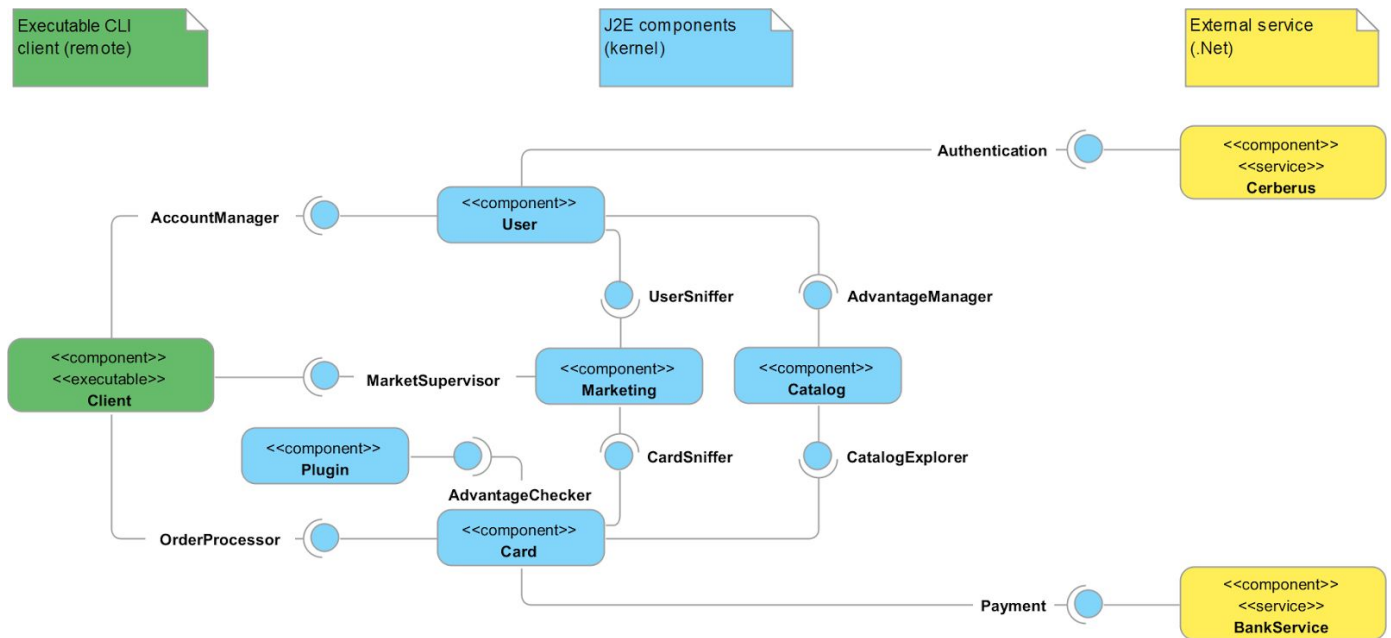 Executable CLI
client (remote)
J2E components
(kernel)
External service
(.Net)
Authentication
<<component>>
<<service>>
Cerberus
<<component>>
User
AccountManager
UserSniffer
AdvantageManager
<<component>>
<<executable>>
Client
MarketSupervisor
<<component>>
Marketing
<<component>>
Catalog
<<component>>
Plugin
CardSniffer
CatalogExplorer
AdvantageChecker
OrderProcessor
<<component>>
Card
Payment
<<component>>
<<service>>
BankService